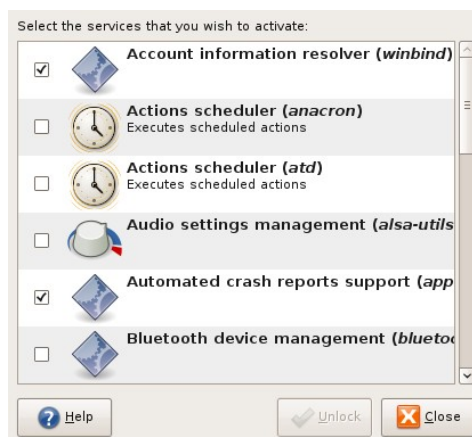 Select the services that you wish to activate:
Account information resolver (winbind)
Actions scheduler (anacron)
Executes scheduled actions
Actions scheduler (atd)
Executes scheduled actions
Audio settings management (alsa-utils
Automated crash reports support (app
Bluetooth device management (bluetoo
Help
Unlock
Close